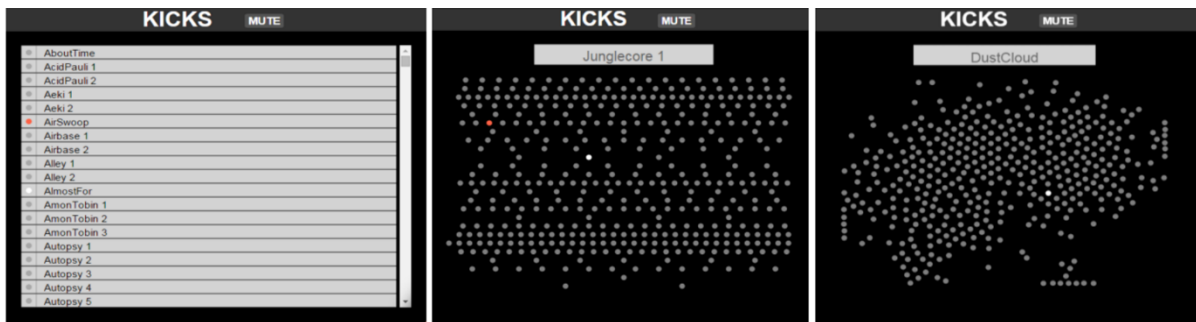 KICKS MUTE
AboutTime
AcidPauli 1
AcidPauli 2
Aeki 1
Aeki 2
AirSwoop
Airbase 1
Airbase 2
Alley 1
Alley 2
AlmostFor
AmonTobin 1
AmonTobin 2
AmonTobin 3
Autopsy 1
Autopsy 2
Autopsy 3
Autopsy 4
Autopsy 5
KICKS MUTE
Junglecore 1
KICKS MUTE
DustCloud